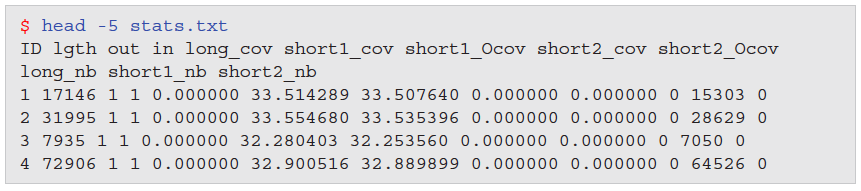 $ head -5 stats.txt
ID lgth out in long_cov short1_cov short1_Ocov short2_cov short2_Ocov
long_nb short1_nb short2_nb
1 17146 1 1 0.000000 33.514289 33.507640 0.000000 0.000000 0 15303 0
2 31995 1 1 0.000000 33.554680 33.535396 0.000000 0.000000 0 28629 0
3 7935 1 1 0.000000 32.280403 32.253560 0.000000 0.000000 0 7050 0
4 72906 1 1 0.000000 32.900516 32.889899 0.000000 0.000000 0 64526 0